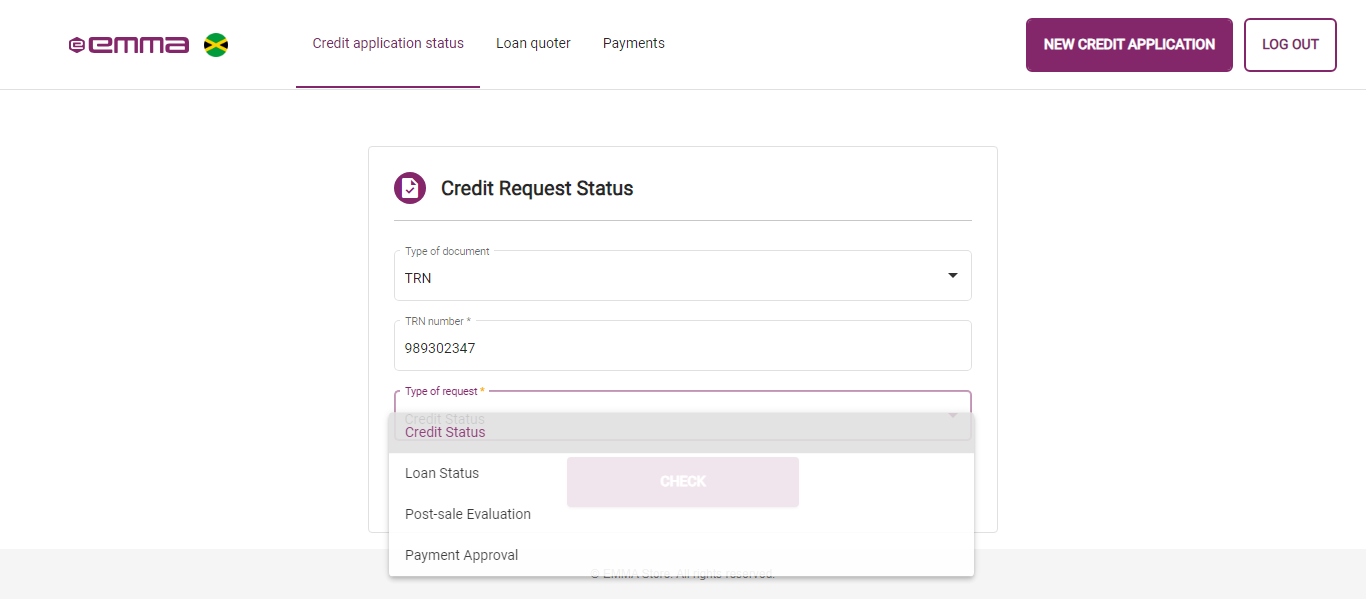 emma
Credit application status
Loan quoter
Payments
NEW CREDIT APPLICATION
LOG OUT
Credit Request Status
Type of document
TRN
TRN number *
989302347
Type of request *
Credit Status
Credit Status
Loan Status
CHECK
Post-sale Evaluation
Payment Approval
© EMMA Store. All rights reserved.